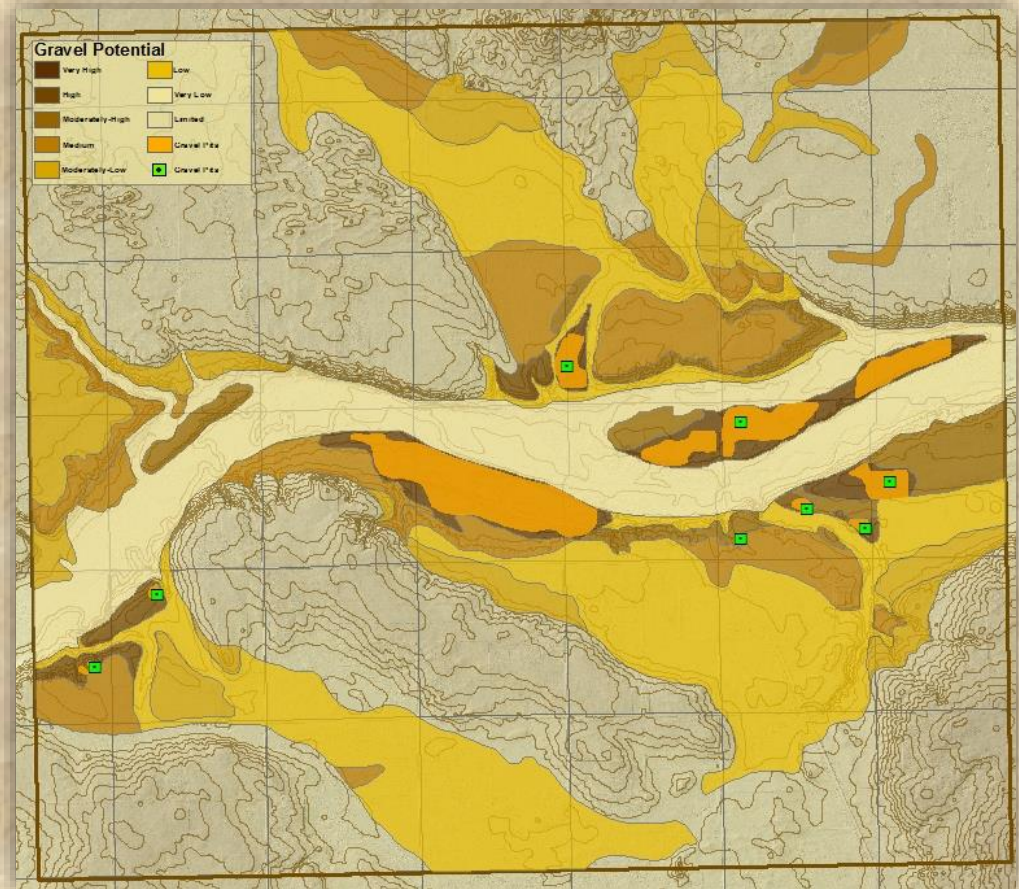 Gravel Potential
Very High
High
Moderately-High
Medium
Moderately-Low
Low
Very Low
Limited
Gravel Pits
Gravel Pits